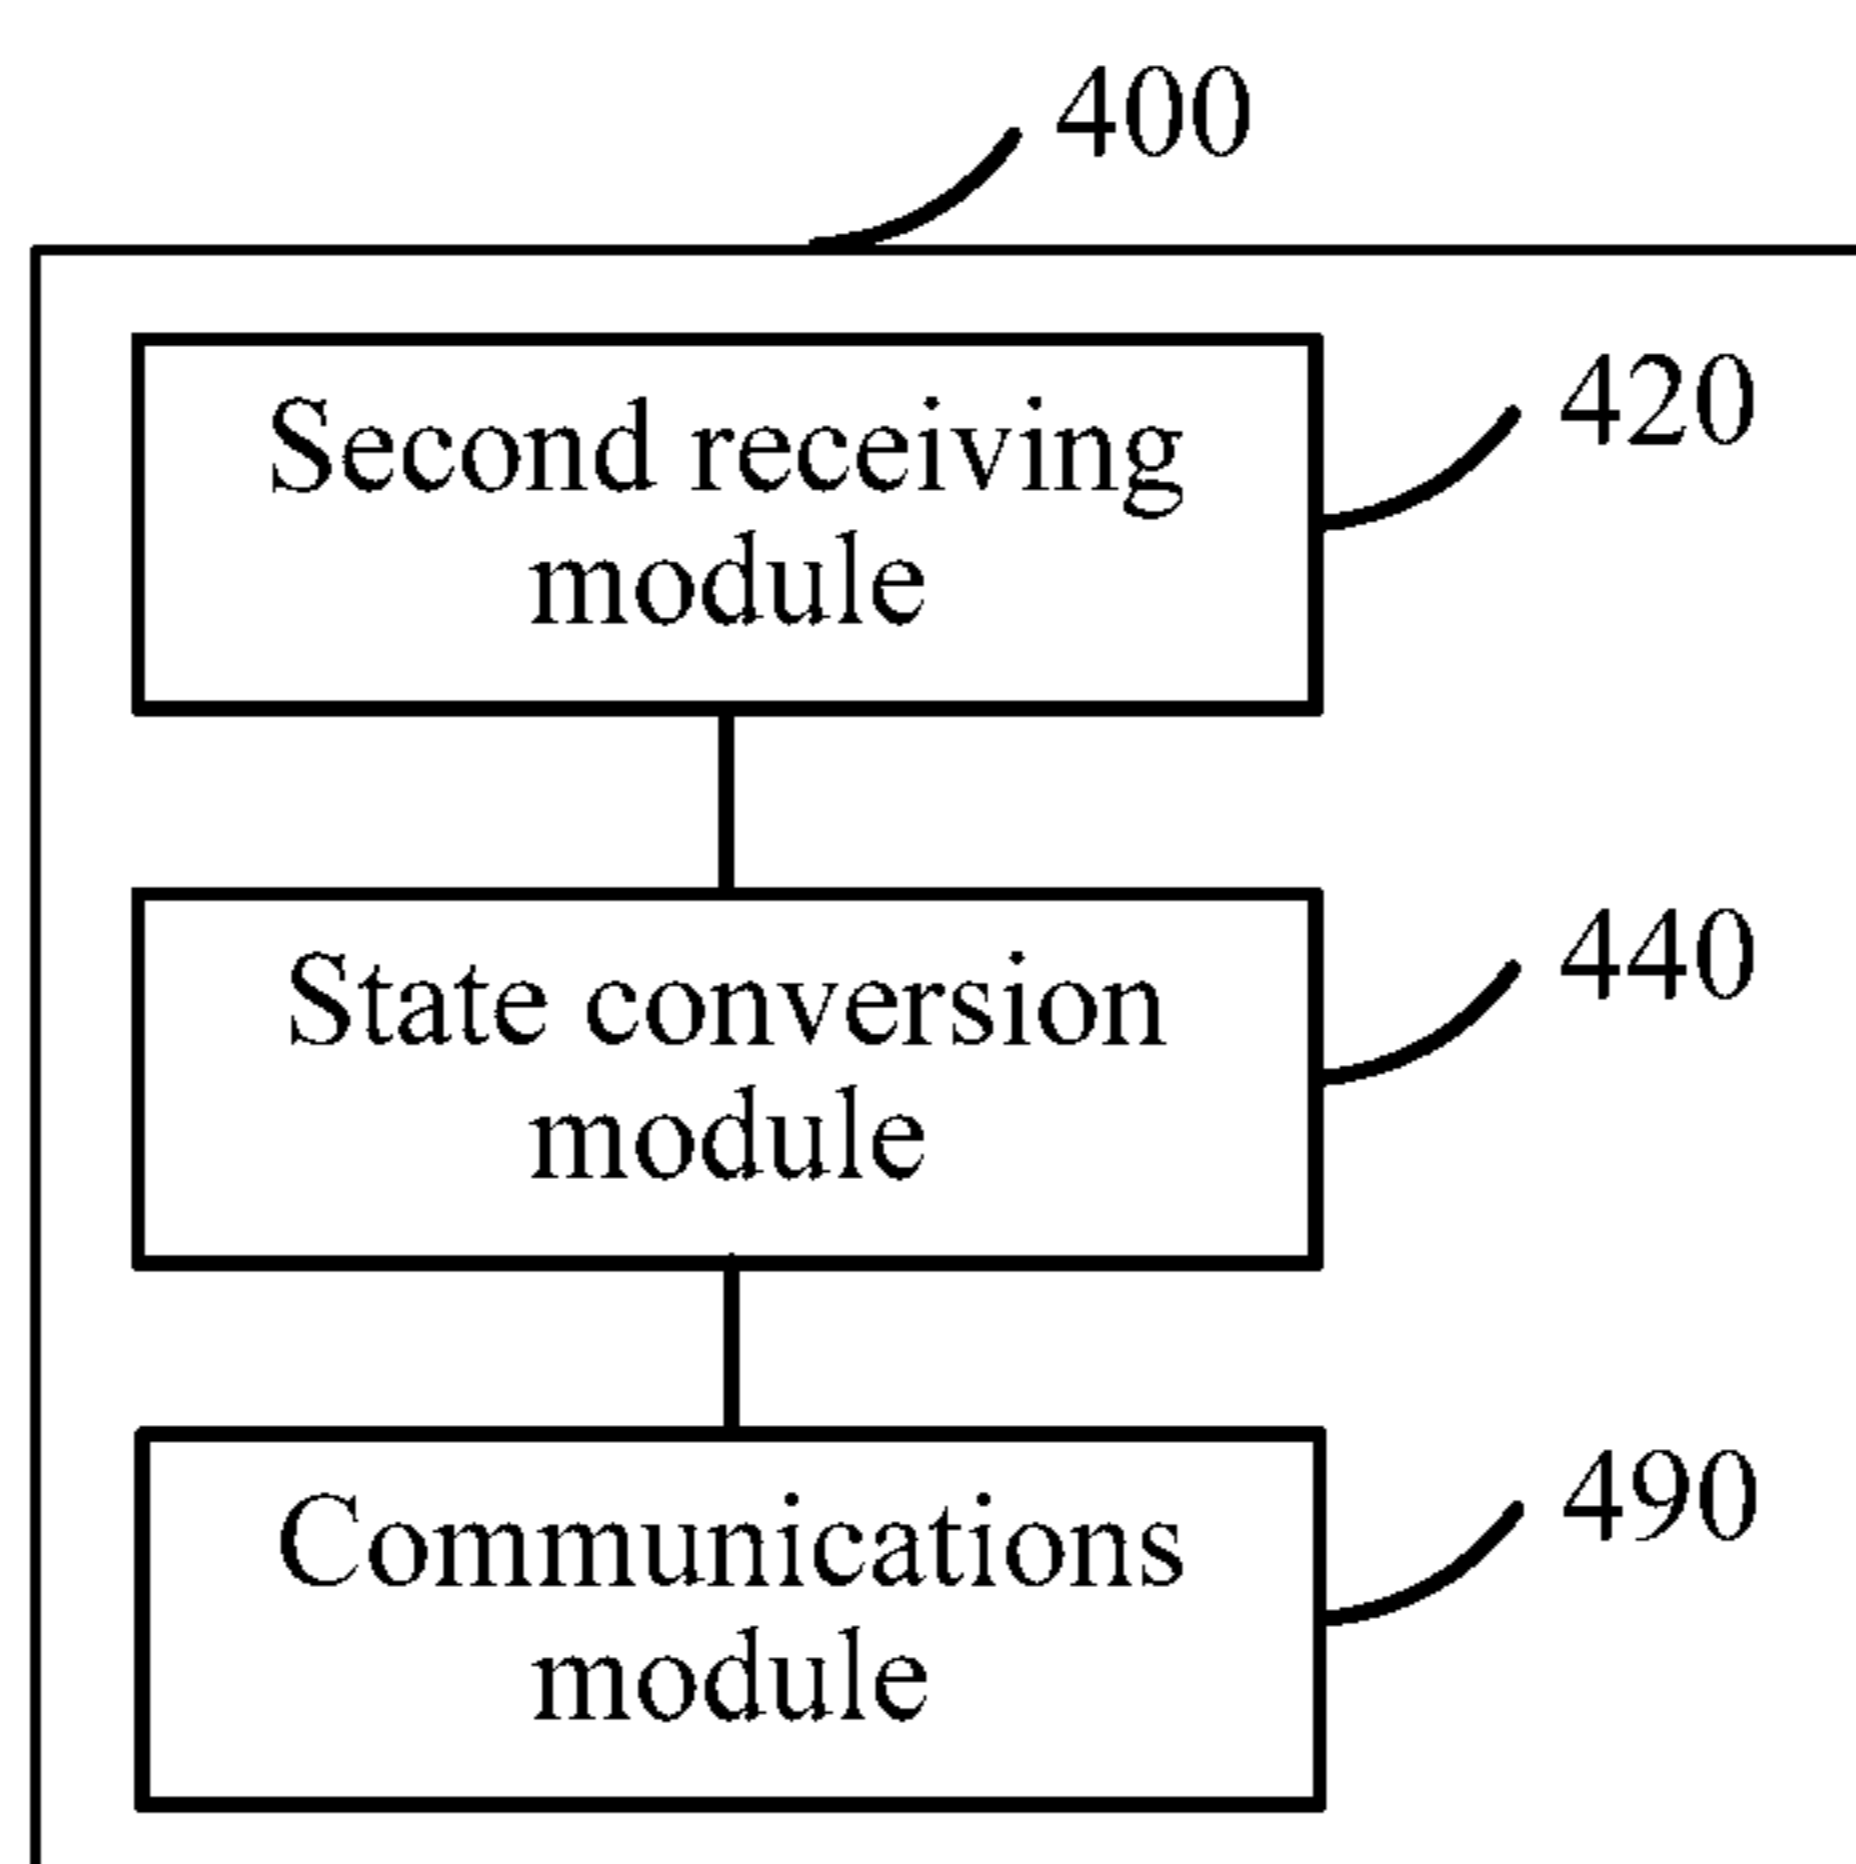 400
Second receiving
module
420
State conversion
module
440
Communications
module
490